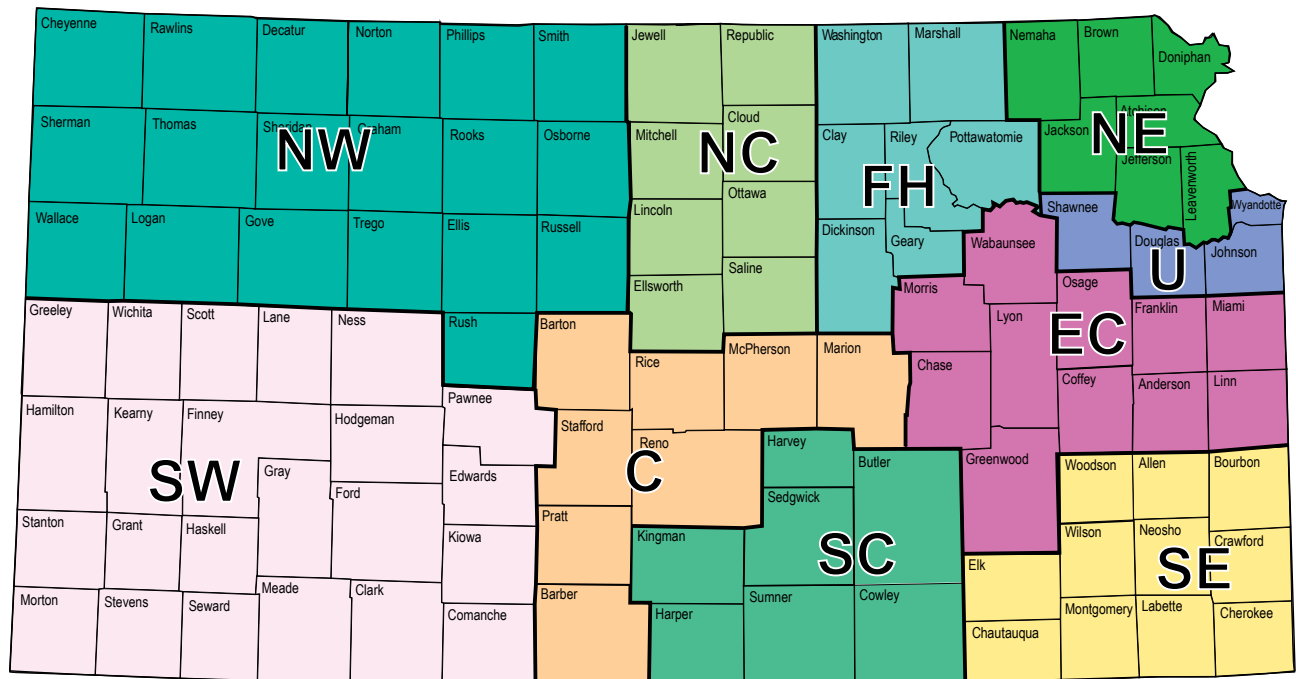 Cheyenne
Rawlins
Decatur
Norton
Phillips
Smith
Jewell
Republic
Washington
Marshall
Nemaha
Brown
Doniphan
Sherman
Thomas
Sheridan
Graham
Rooks
Osborne
Mitchell
Cloud
Clay
Riley
Pottawatomie
Jackson
Atchison
Jefferson
Leavenworth
NW
NC
FH
NE
Wallace
Logan
Gove
Trego
Ellis
Russell
Lincoln
Ottawa
Dickinson
Geary
Wabaunsee
Shawnee
Douglas
Wyandotte
Johnson
U
Saline
Ellsworth
Morris
Osage
Greeley
Wichita
Scott
Lane
Ness
Rush
Barton
Rice
McPherson
Marion
Chase
Lyon
EC
Franklin
Miami
Coffey
Anderson
Linn
Hamilton
Kearny
Finney
Hodgeman
Pawnee
Stafford
Reno
Harvey
Butler
Greenwood
Woodson
Allen
Bourbon
SW
Gray
Ford
Edwards
C
Sedgwick
Stanton
Grant
Haskell
Kiowa
Pratt
Kingman
SC
Elk
Wilson
Neosho
Crawford
SE
Morton
Stevens
Seward
Meade
Clark
Comanche
Barber
Harper
Sumner
Cowley
Chautauqua
Montgomery
Labette
Cherokee